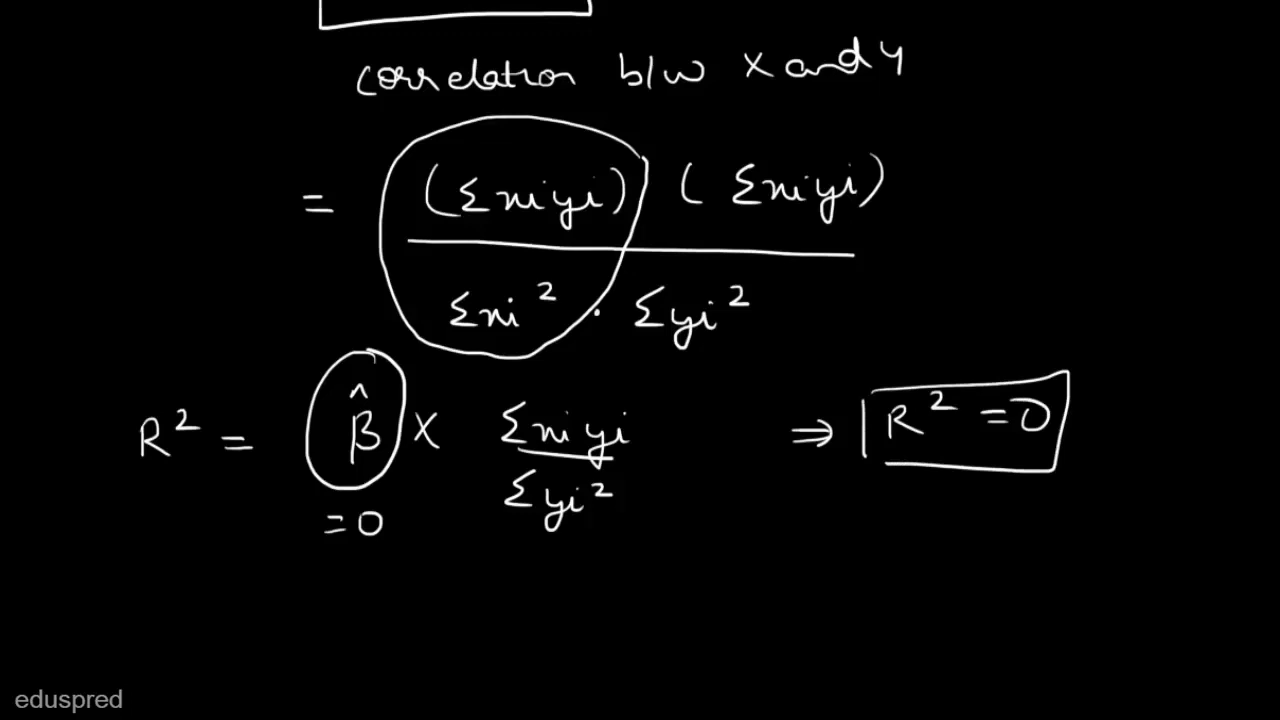 correlation b/w x and y
= (Σxiyi) (Σxiyi)
Σxi² . Σyi²
R² = β̂ x Σxiyi / Σyi² ⇒ R² = 0
= 0
eduspred